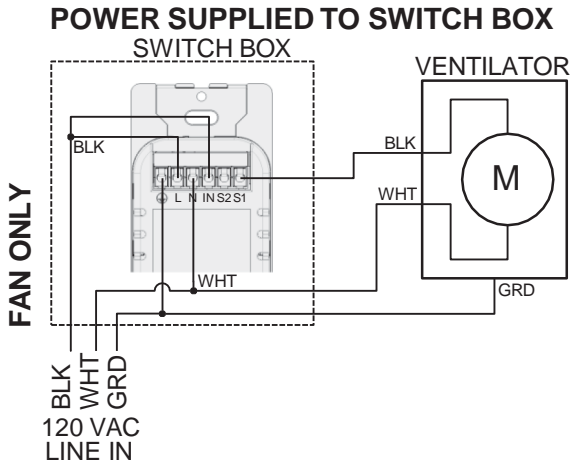 POWER SUPPLIED TO SWITCH BOX
SWITCH BOX
VENTILATOR
BLK
BLK
M
L N IN S2 S1
WHT
WHT
GRD
FAN ONLY
BLK
WHT
GRD
120 VAC
LINE IN